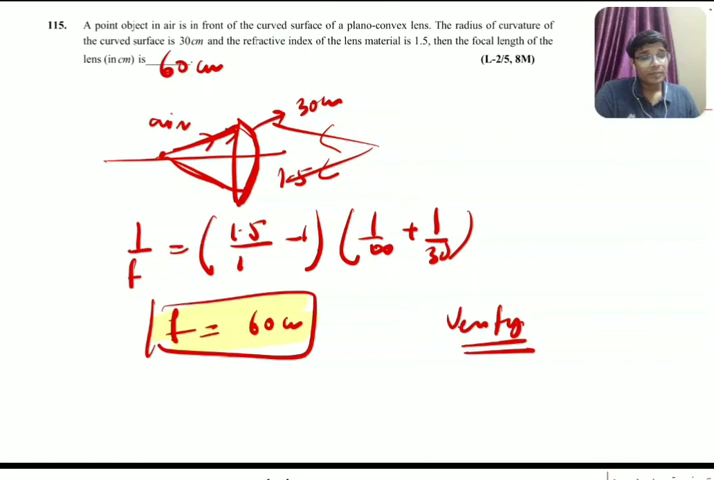 115. A point object in air is in front of the curved surface of a plano-convex lens. The radius of curvature of
the curved surface is 30cm and the refractive index of the lens material is 1.5, then the focal length of the
lens (in cm) is 60 cm (L-2/5, 8M)
air 30cm
1.5
1/f = (1.5/1 - 1) (1/∞ + 1/30)
f = 60 cm
Verify